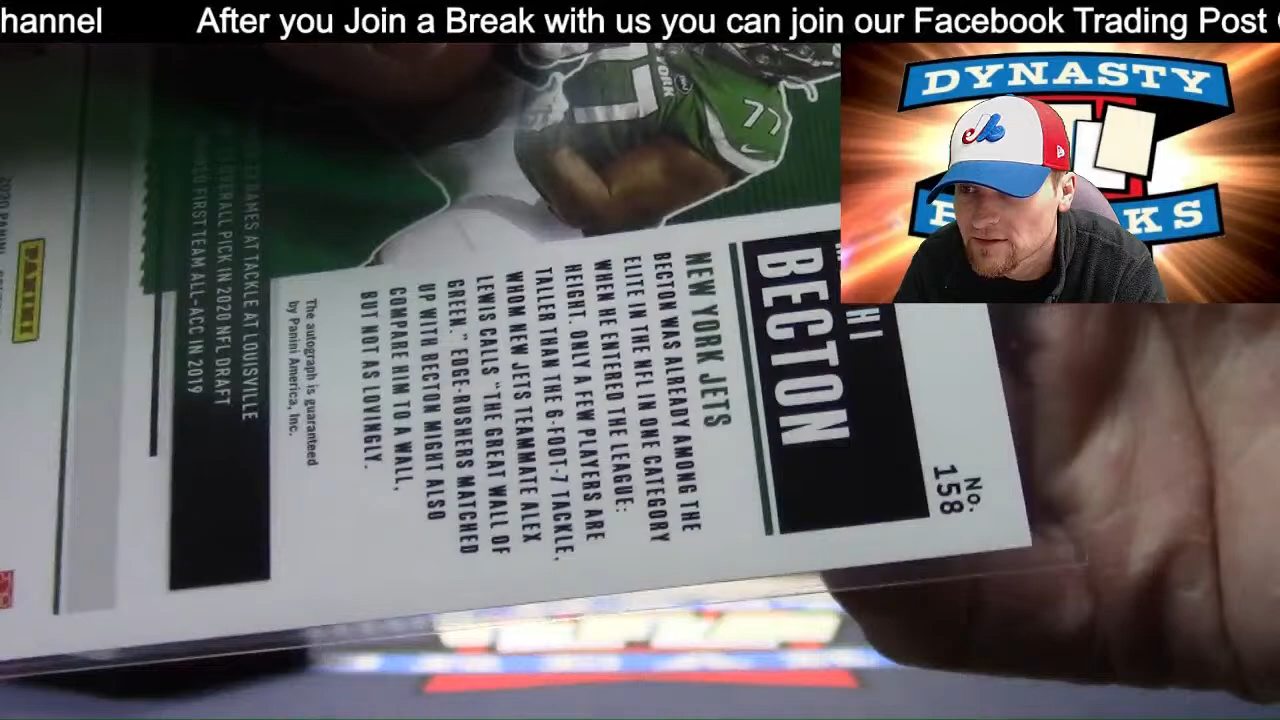 hannel After you Join a Break with us you can join our Facebook Trading Post
DYNASTY
KS
No.
158
HI
BECTON
NEW YORK JETS
BECTON WAS ALREADY AMONG THE
ELITE IN THE NFL IN ONE CATEGORY
WHEN HE ENTERED THE LEAGUE:
HEIGHT. ONLY A FEW PLAYERS ARE
TALLER THAN THE 6-FOOT-7 TACKLE,
WHOM NEW JETS TEAMMATE ALEX
LEWIS CALLS "THE GREAT WALL OF
GREEN." EDGE-RUSHERS MATCHED
UP WITH BECTON MIGHT ALSO
COMPARE HIM TO A WALL,
BUT NOT AS LOVINGLY.
The autograph is guaranteed
by Panini America, Inc.
GAMES AT TACKLE AT LOUISVILLE
OVERALL PICK IN 2020 NFL DRAFT
FIRST TEAM ALL-ACC IN 2019
PANINI
2020 PANINI
YORK
77